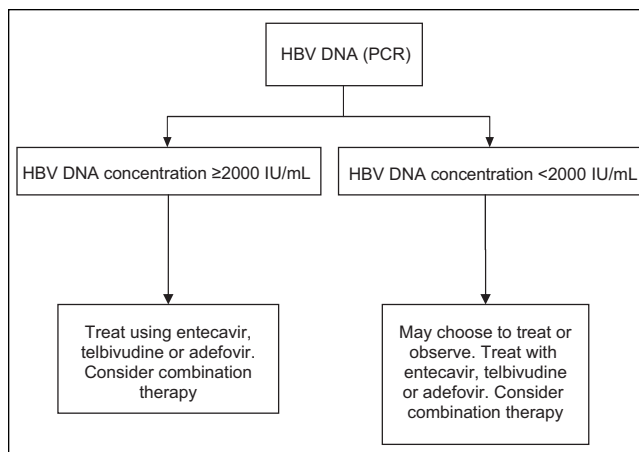 HBV DNA (PCR)
HBV DNA concentration ≥2000 IU/mL
HBV DNA concentration <2000 IU/mL
Treat using entecavir,
telbivudine or adefovir.
Consider combination
therapy
May choose to treat or
observe. Treat with
entecavir, telbivudine
or adefovir. Consider
combination therapy